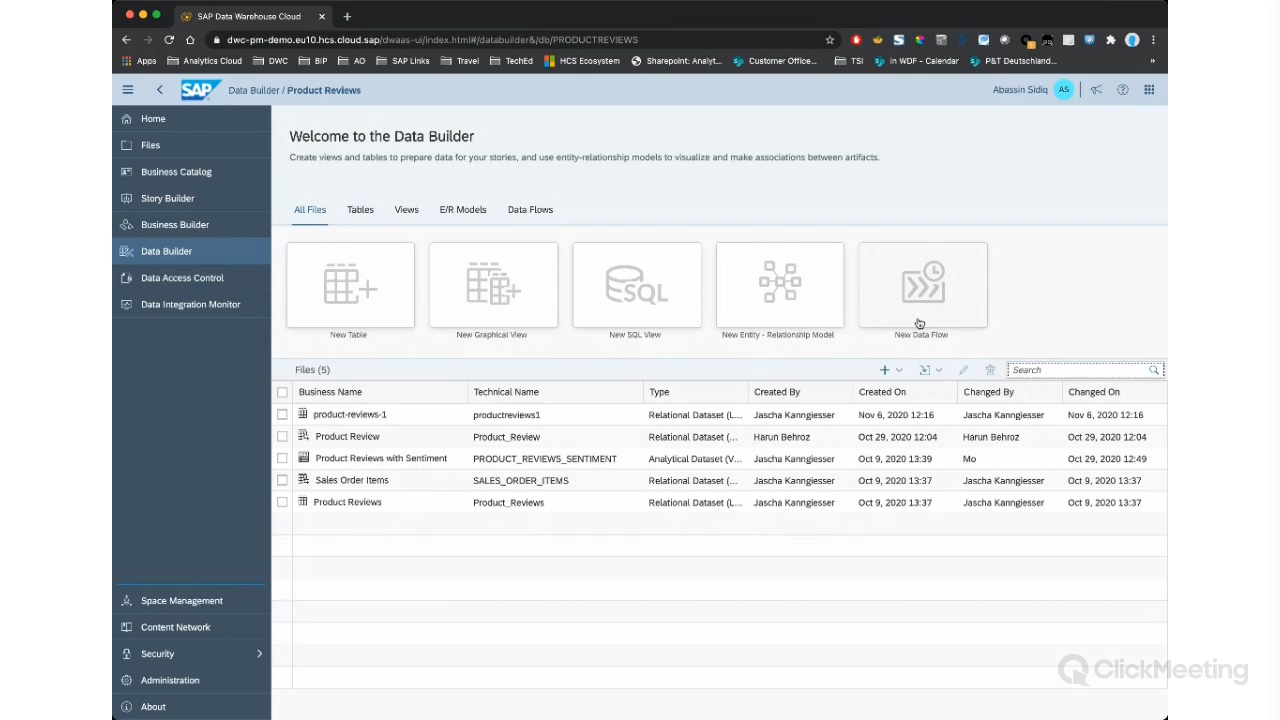 SAP Data Warehouse Cloud
dwc-pm-demo.eu10.hcs.cloud.sap/dwaas-ui/index.html#/databuilder&/db/PRODUCTREVIEWS
Apps Analytics Cloud DWC BIP AO SAP Links Travel TechEd HCS Ecosystem Sharepoint: Analyt... Customer Office... TSI in WDF - Calendar P&T Deutschland... »
SAP Data Builder / Product Reviews Abassin Sidiq AS
Home
Files
Business Catalog
Story Builder
Business Builder
Data Builder
Data Access Control
Data Integration Monitor
Space Management
Content Network
Security
Administration
About
Welcome to the Data Builder
Create views and tables to prepare data for your stories, and use entity-relationship models to visualize and make associations between artifacts.
All Files Tables Views E/R Models Data Flows
SQL
New Table New Graphical View New SQL View New Entity - Relationship Model New Data Flow
Files (5) Search
Business Name Technical Name Type Created By Created On Changed By Changed On
product-reviews-1 productreviews1 Relational Dataset (L... Jascha Kanngiesser Nov 6, 2020 12:16 Jascha Kanngiesser Nov 6, 2020 12:16
Product Review Product_Review Relational Dataset (... Harun Behroz Oct 29, 2020 12:04 Harun Behroz Oct 29, 2020 12:04
Product Reviews with Sentiment PRODUCT_REVIEWS_SENTIMENT Analytical Dataset (V... Jascha Kanngiesser Oct 9, 2020 13:39 Mo Oct 29, 2020 12:49
Sales Order Items SALES_ORDER_ITEMS Relational Dataset (... Jascha Kanngiesser Oct 9, 2020 13:37 Jascha Kanngiesser Oct 9, 2020 13:37
Product Reviews Product_Reviews Relational Dataset (L... Jascha Kanngiesser Oct 9, 2020 13:37 Jascha Kanngiesser Oct 9, 2020 13:37
ClickMeeting